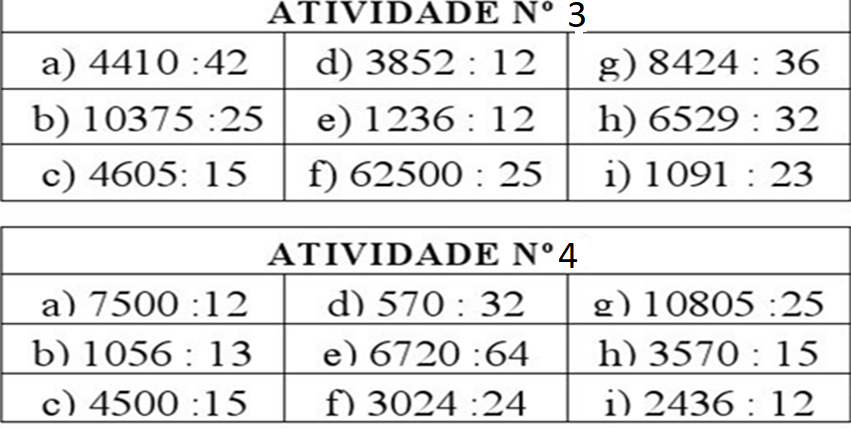 ATIVIDADE Nº 3
a) 4410 :42 d) 3852 : 12 g) 8424 : 36
b) 10375 :25 e) 1236 : 12 h) 6529 : 32
c) 4605: 15 f) 62500 : 25 i) 1091 : 23
ATIVIDADE Nº 4
a) 7500 :12 d) 570 : 32 g) 10805 :25
b) 1056 : 13 e) 6720 :64 h) 3570 : 15
c) 4500 :15 f) 3024 :24 i) 2436 : 12